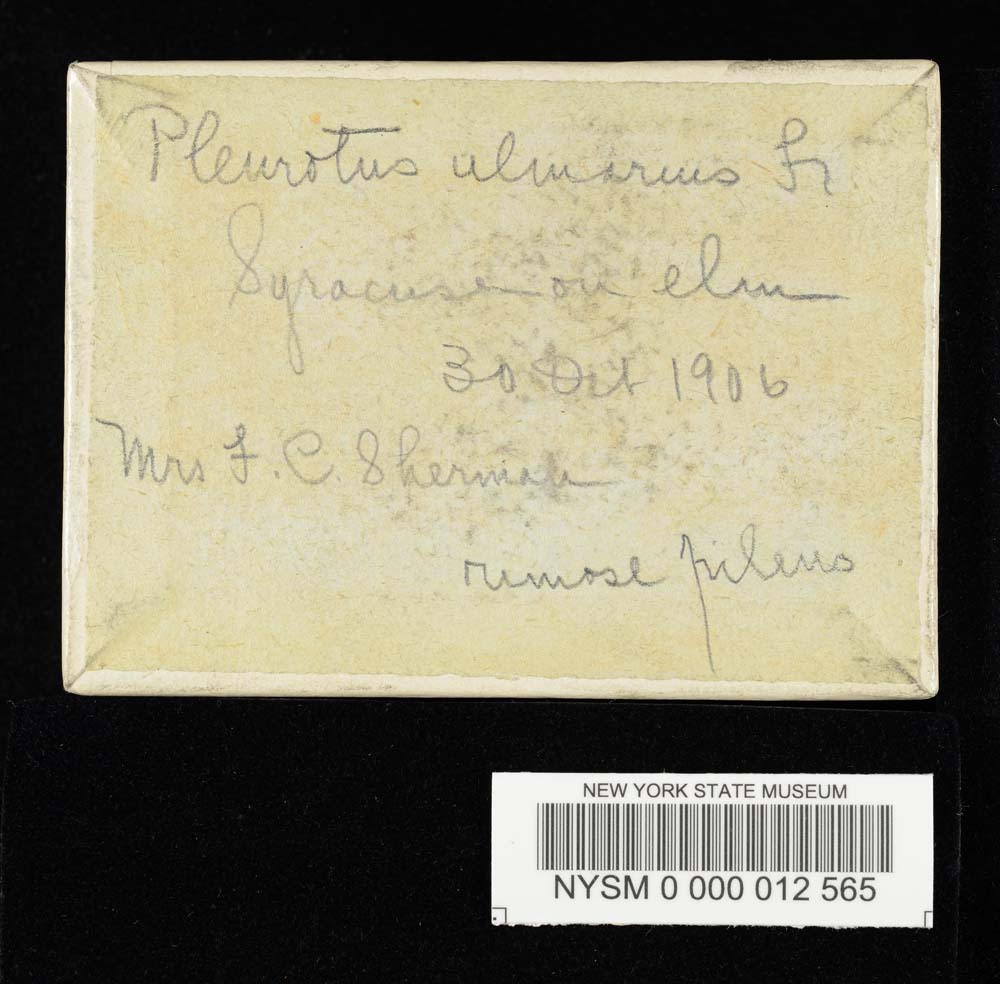 Pleurotus ulmarius Fr
Syracuse on elm
30 Oct 1906
Mrs F. C. Sherman
rimose pileus
NEW YORK STATE MUSEUM
NYSM 0 000 012 565